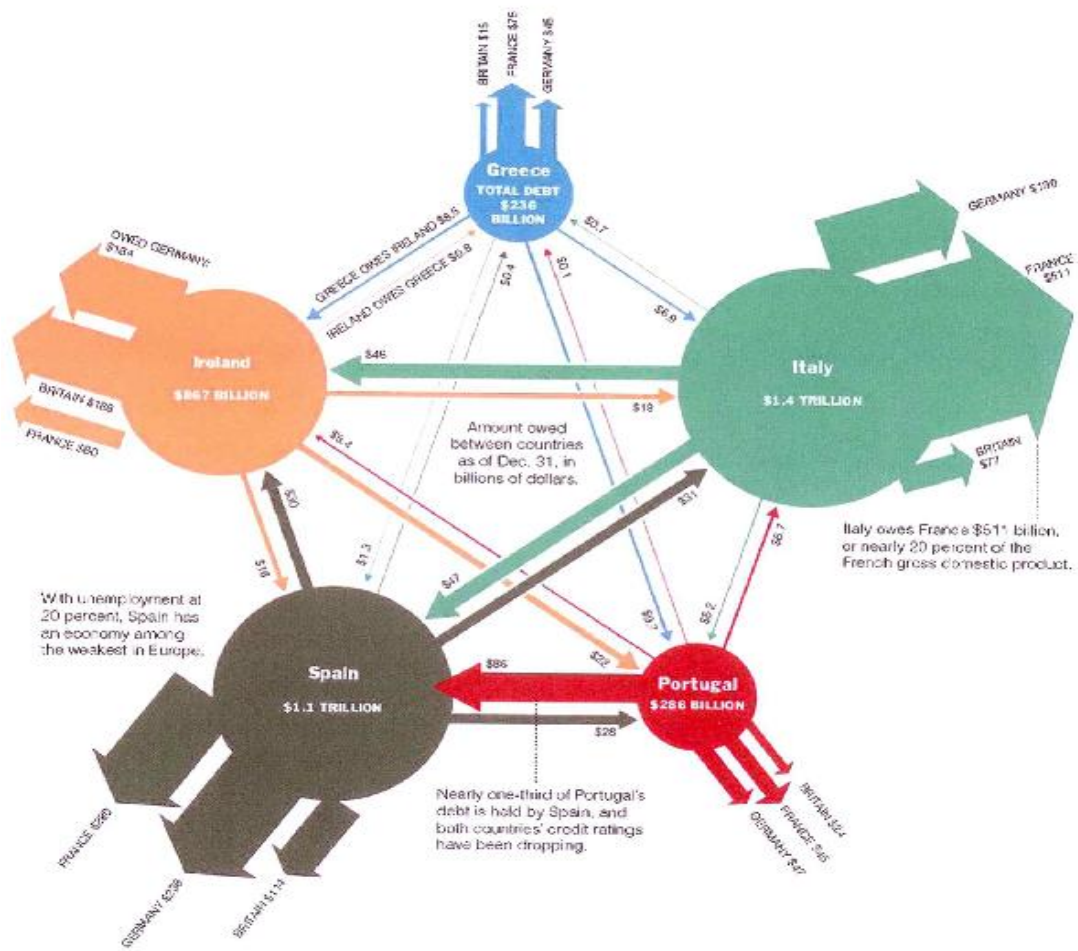 BRITAIN $15
FRANCE $75
GERMANY $45
Greece
TOTAL DEBT
$236
BILLION
GREECE OWES IRELAND $8.5
IRELAND OWES GREECE $0.8
$0.4
$0.1
$0.7
$6.9
GERMANY $190
FRANCE
$511
OWED GERMANY:
$184
Ireland
$867 BILLION
BRITAIN $188
FRANCE $60
$46
$18
Italy
$1.4 TRILLION
BRITAIN
$77
Amount owed
between countries
as of Dec. 31, in
billions of dollars.
$5.4
$31
$30
$16
$1.3
$47
$22
$9.7
$5.2
$6.7
Italy owes France $511 billion,
or nearly 20 percent of the
French gross domestic product.
With unemployment at
20 percent, Spain has
an economy among
the weakest in Europe.
Spain
$1.1 TRILLION
$86
$28
Portugal
$286 BILLION
Nearly one-third of Portugal's
debt is held by Spain, and
both countries' credit ratings
have been dropping.
FRANCE
GERMANY $238
BRITAIN $114
BRITAIN $24
FRANCE $45
GERMANY $47